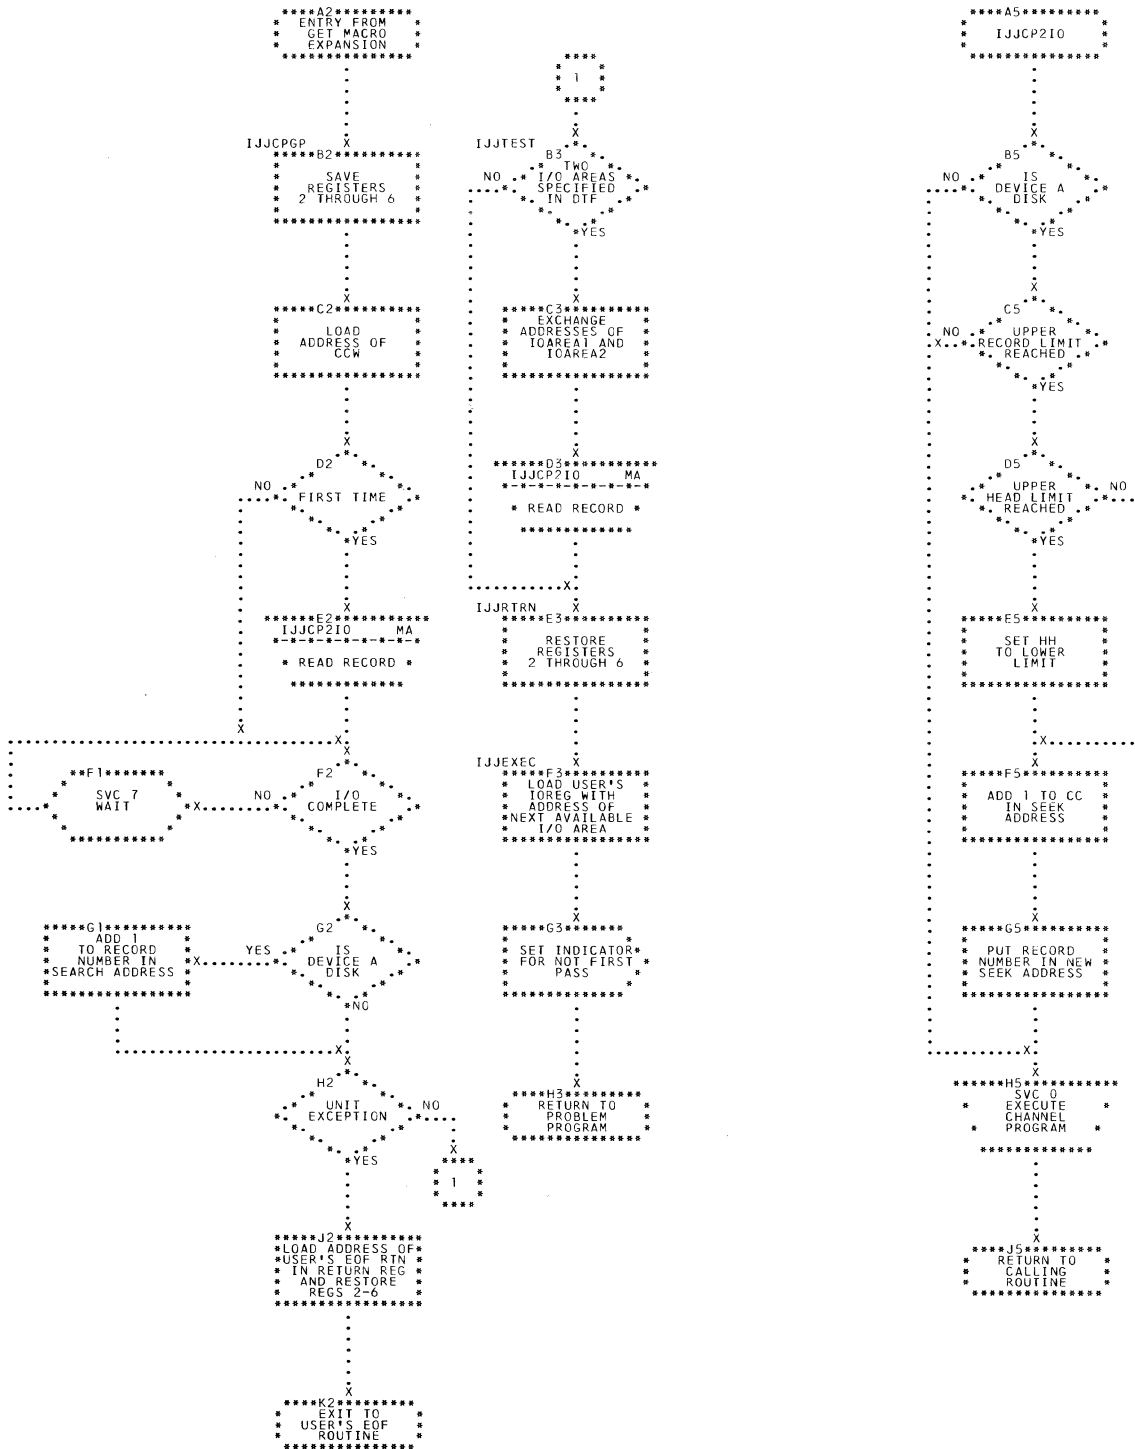 A2
ENTRY FROM
GET MACRO
EXPANSION
IJJCPGP
B2
SAVE
REGISTERS
2 THROUGH 6
C2
LOAD
ADDRESS OF
CCW
D2
NO
FIRST TIME
YES
E2
IJJCP2IO MA
READ RECORD
F1
SVC 7
WAIT
F2
NO
I/O
COMPLETE
YES
G1
ADD 1
TO RECORD
NUMBER IN
SEARCH ADDRESS
G2
YES
IS
DEVICE A
DISK
NO
H2
UNIT
EXCEPTION
NO
YES
1
J2
LOAD ADDRESS OF
USER'S EOF RTN
IN RETURN REG
AND RESTORE
REGS 2-6
K2
EXIT TO
USER'S EOF
ROUTINE
1
IJJTEST
B3
NO
TWO
I/O AREAS
SPECIFIED
IN DTF
YES
C3
EXCHANGE
ADDRESSES OF
IOAREA1 AND
IOAREA2
D3
IJJCP2IO MA
READ RECORD
IJJRTRN
E3
RESTORE
REGISTERS
2 THROUGH 6
IJJEXEC
F3
LOAD USER'S
IOREG WITH
ADDRESS OF
NEXT AVAILABLE
I/O AREA
G3
SET INDICATOR
FOR NOT FIRST
PASS
H3
RETURN TO
PROBLEM
PROGRAM
A5
IJJCP2IO
B5
NO
IS
DEVICE A
DISK
YES
C5
NO
UPPER
RECORD LIMIT
REACHED
YES
D5
UPPER
HEAD LIMIT
REACHED
NO
YES
E5
SET HH
TO LOWER
LIMIT
F5
ADD 1 TO CC
IN SEEK
ADDRESS
G5
PUT RECORD
NUMBER IN NEW
SEEK ADDRESS
H5
SVC 0
EXECUTE
CHANNEL
PROGRAM
J5
RETURN TO
CALLING
ROUTINE